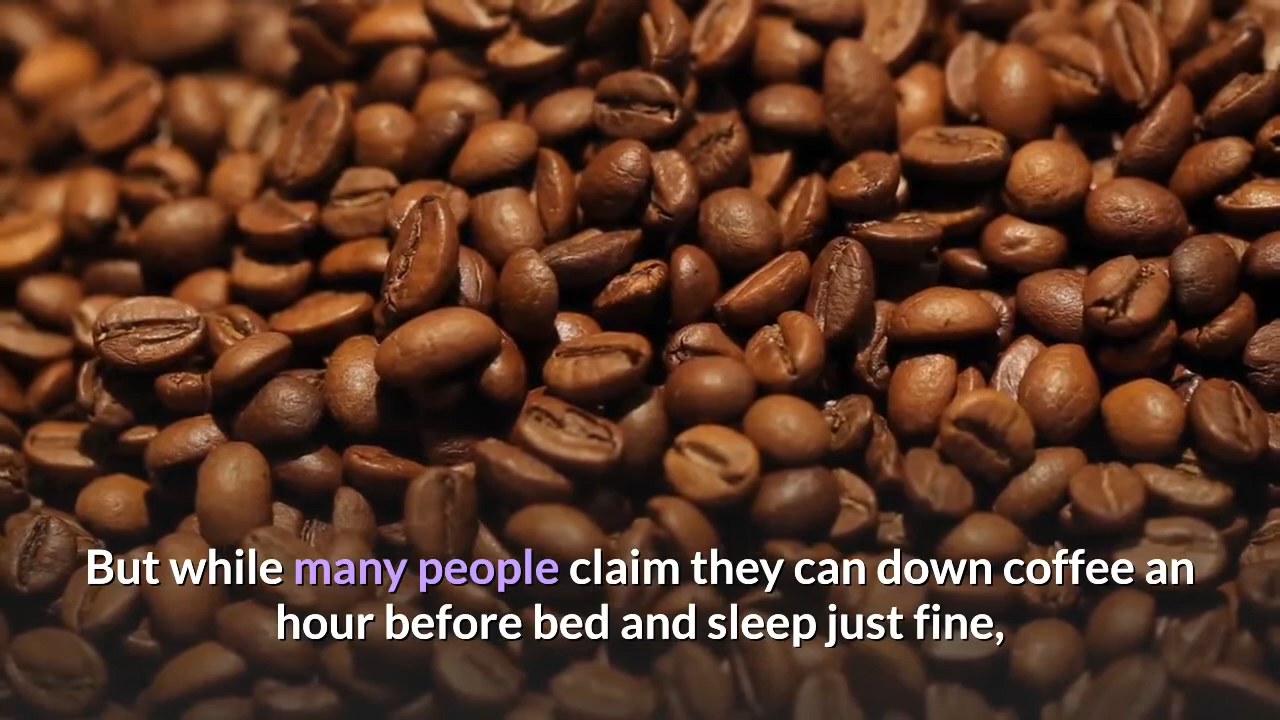 But while many people claim they can down coffee an
hour before bed and sleep just fine,